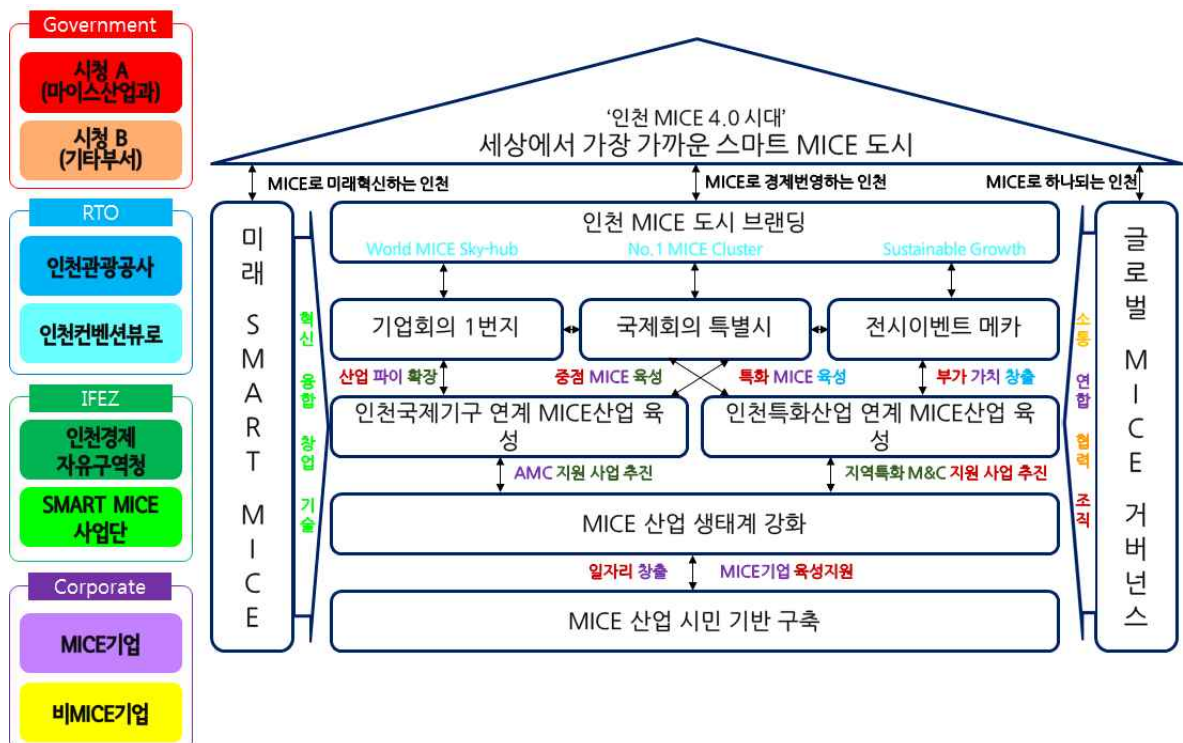 Government
시청 A
(마이스산업과)
시청 B
(기타부서)
RTO
인천관광공사
인천컨벤션뷰로
IFEZ
인천경제
자유구역청
SMART MICE
사업단
Corporate
MICE기업
비MICE기업
'인천 MICE 4.0 시대'
세상에서 가장 가까운 스마트 MICE 도시
MICE로 미래혁신하는 인천
MICE로 경제번영하는 인천
MICE로 하나되는 인천
미래 SMART MICE
혁신 융합 창업 기술
인천 MICE 도시 브랜딩
World MICE Sky-hub
No.1 MICE Cluster
Sustainable Growth
기업회의 1번지
국제회의 특별시
전시이벤트 메카
산업 파이 확장
중점 MICE 육성
특화 MICE 육성
부가 가치 창출
인천국제기구 연계 MICE산업 육
성
인천특화산업 연계 MICE산업 육
성
AMC 지원 사업 추진
지역특화 M&C 지원 사업 추진
MICE 산업 생태계 강화
일자리 창출
MICE기업 육성지원
MICE 산업 시민 기반 구축
소통 연합 협력 조직
글로벌 MICE 거버넌스